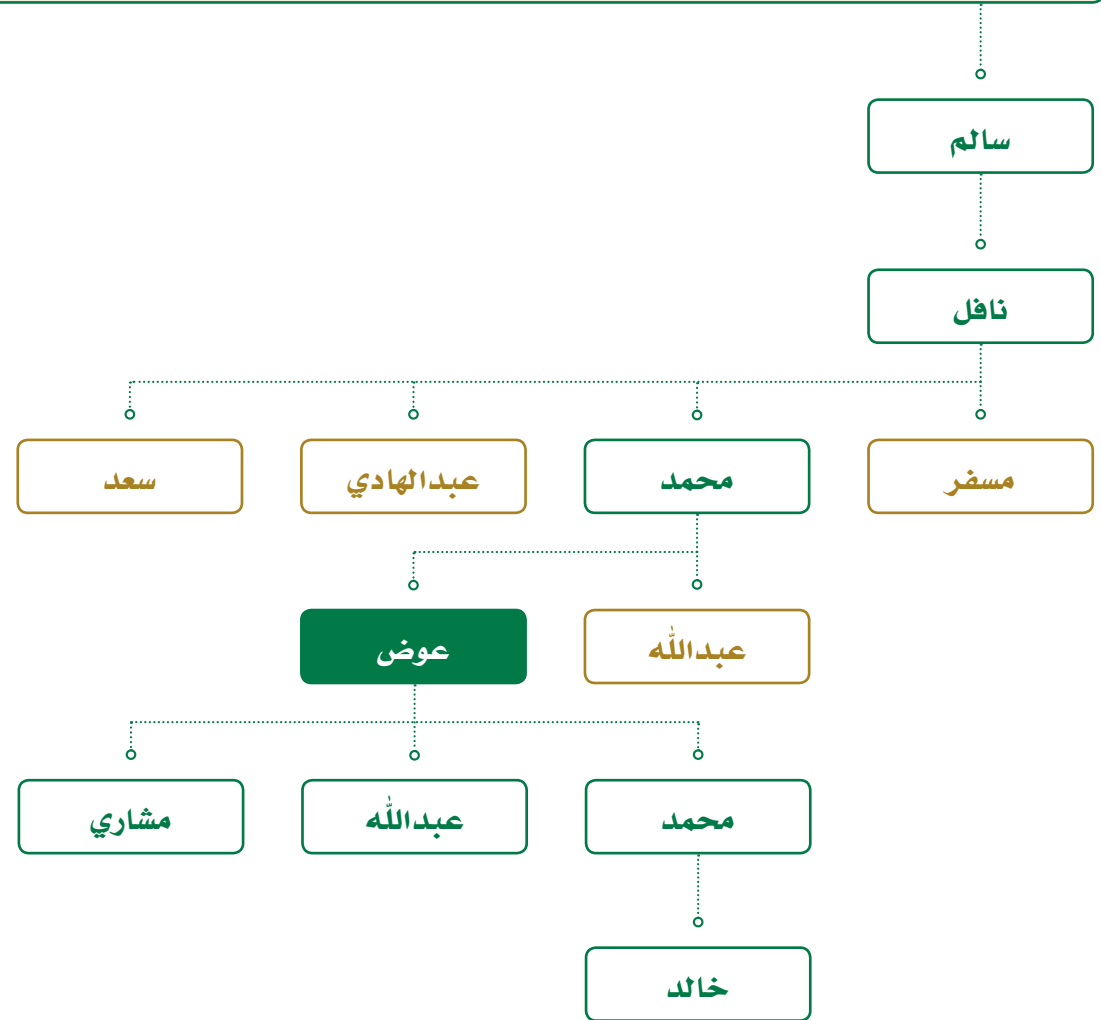 سالم
نافل
مسفر
محمد
عبدالهادي
سعد
عبدالله
عوض
محمد
عبدالله
مشاري
خالد